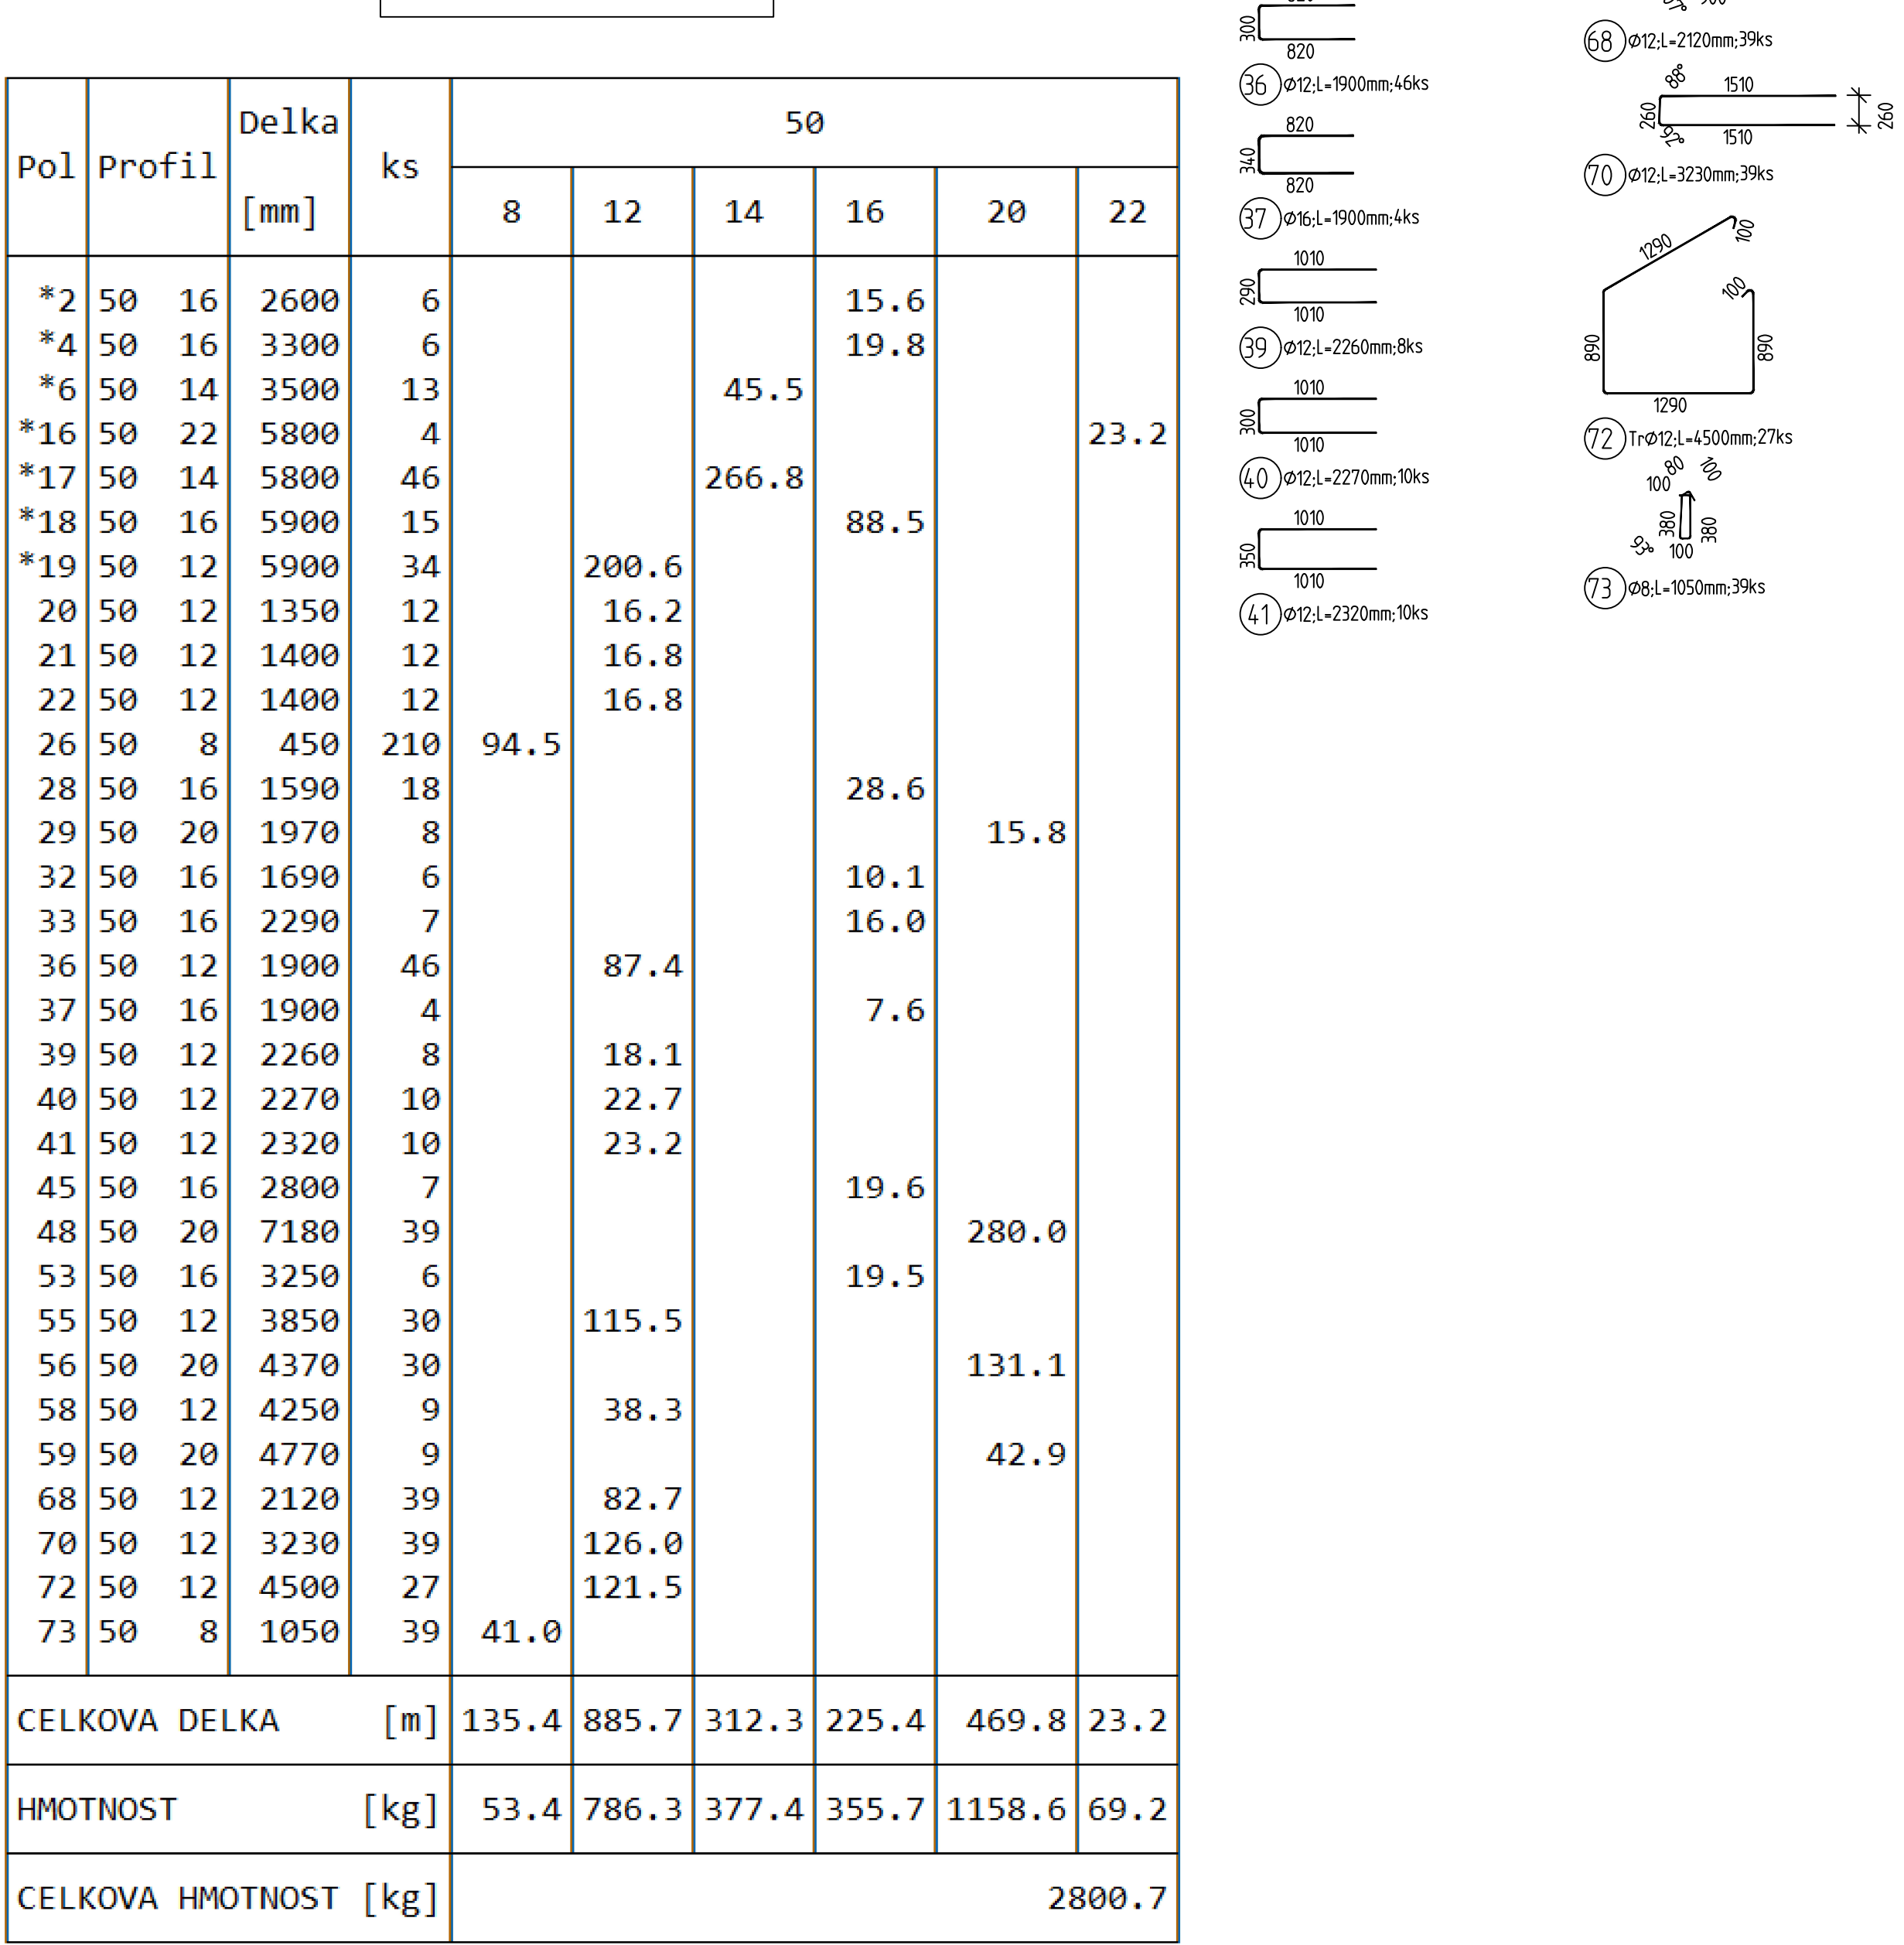 Pol Profil Delka [mm] ks 50
8 12 14 16 20 22
*2 50 16 2600 6 15.6
*4 50 16 3300 6 19.8
*6 50 14 3500 13 45.5
*16 50 22 5800 4 23.2
*17 50 14 5800 46 266.8
*18 50 16 5900 15 88.5
*19 50 12 5900 34 200.6
20 50 12 1350 12 16.2
21 50 12 1400 12 16.8
22 50 12 1400 12 16.8
26 50 8 450 210 94.5
28 50 16 1590 18 28.6
29 50 20 1970 8 15.8
32 50 16 1690 6 10.1
33 50 16 2290 7 16.0
36 50 12 1900 46 87.4
37 50 16 1900 4 7.6
39 50 12 2260 8 18.1
40 50 12 2270 10 22.7
41 50 12 2320 10 23.2
45 50 16 2800 7 19.6
48 50 20 7180 39 280.0
53 50 16 3250 6 19.5
55 50 12 3850 30 115.5
56 50 20 4370 30 131.1
58 50 12 4250 9 38.3
59 50 20 4770 9 42.9
68 50 12 2120 39 82.7
70 50 12 3230 39 126.0
72 50 12 4500 27 121.5
73 50 8 1050 39 41.0
CELKOVA DELKA [m] 135.4 885.7 312.3 225.4 469.8 23.2
HMOTNOST [kg] 53.4 786.3 377.4 355.7 1158.6 69.2
CELKOVA HMOTNOST [kg] 2800.7
300
820
36 Ø12;L=1900mm;46ks
820
340
820
37 Ø16;L=1900mm;4ks
1010
290
1010
39 Ø12;L=2260mm;8ks
1010
300
1010
40 Ø12;L=2270mm;10ks
1010
350
1010
41 Ø12;L=2320mm;10ks
68 Ø12;L=2120mm;39ks
88°
1510
260
260
92°
1510
70 Ø12;L=3230mm;39ks
1290
100
100
890
890
1290
72 TrØ12;L=4500mm;27ks
80
100
100
380
380
93°
100
73 Ø8;L=1050mm;39ks